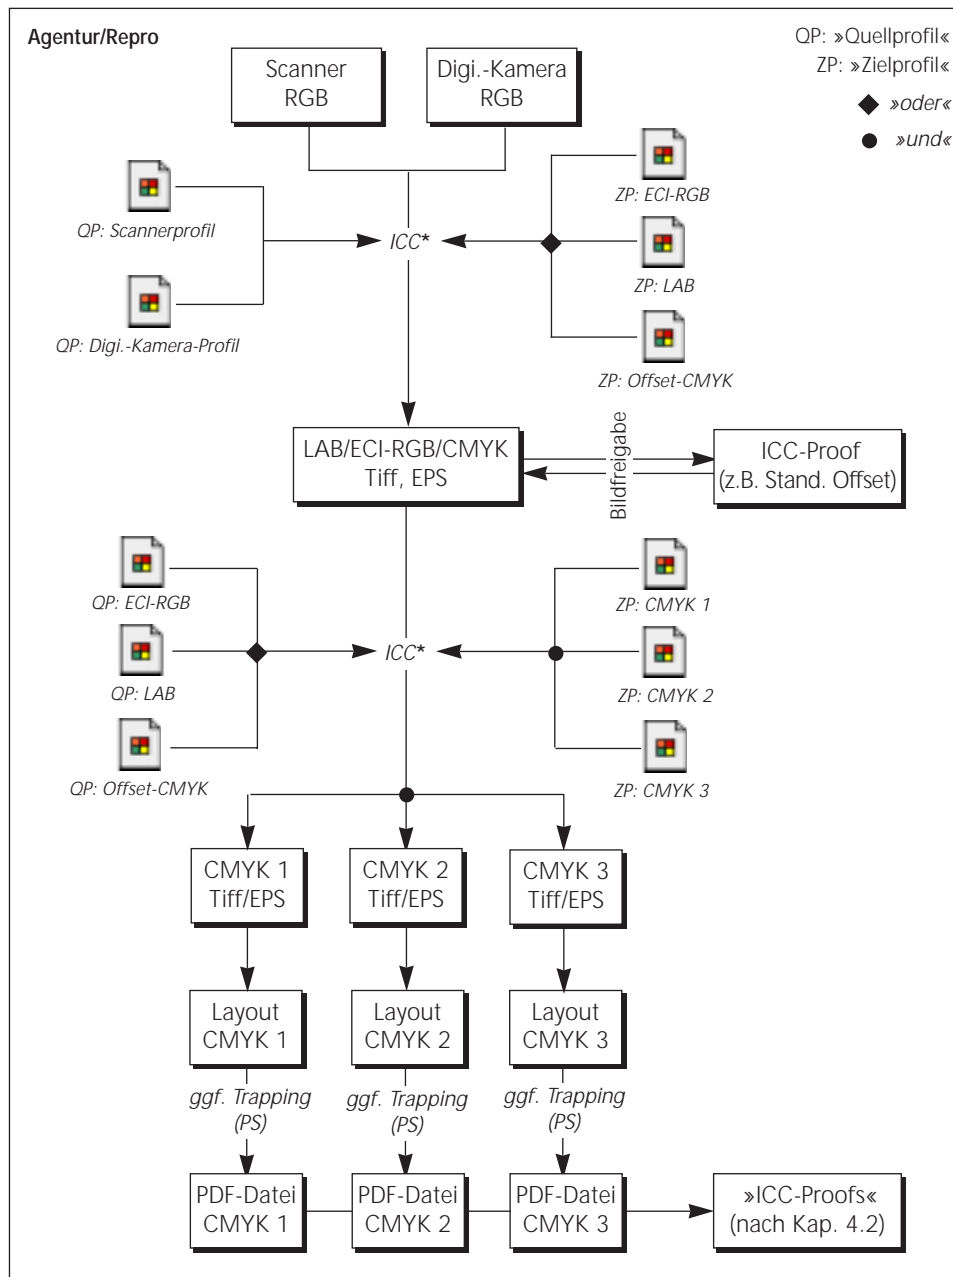 Agentur/Repro
QP: »Quellprofil«
ZP: »Zielprofil«
»oder«
»und«
Scanner
RGB
Digi.-Kamera
RGB
QP: Scannerprofil
QP: Digi.-Kamera-Profil
ICC*
ZP: ECI-RGB
ZP: LAB
ZP: Offset-CMYK
LAB/ECI-RGB/CMYK
Tiff, EPS
Bildfreigabe
ICC-Proof
(z.B. Stand. Offset)
QP: ECI-RGB
QP: LAB
QP: Offset-CMYK
ICC*
ZP: CMYK 1
ZP: CMYK 2
ZP: CMYK 3
CMYK 1
Tiff/EPS
CMYK 2
Tiff/EPS
CMYK 3
Tiff/EPS
Layout
CMYK 1
Layout
CMYK 2
Layout
CMYK 3
ggf. Trapping
(PS)
ggf. Trapping
(PS)
ggf. Trapping
(PS)
PDF-Datei
CMYK 1
PDF-Datei
CMYK 2
PDF-Datei
CMYK 3
»ICC-Proofs«
(nach Kap. 4.2)